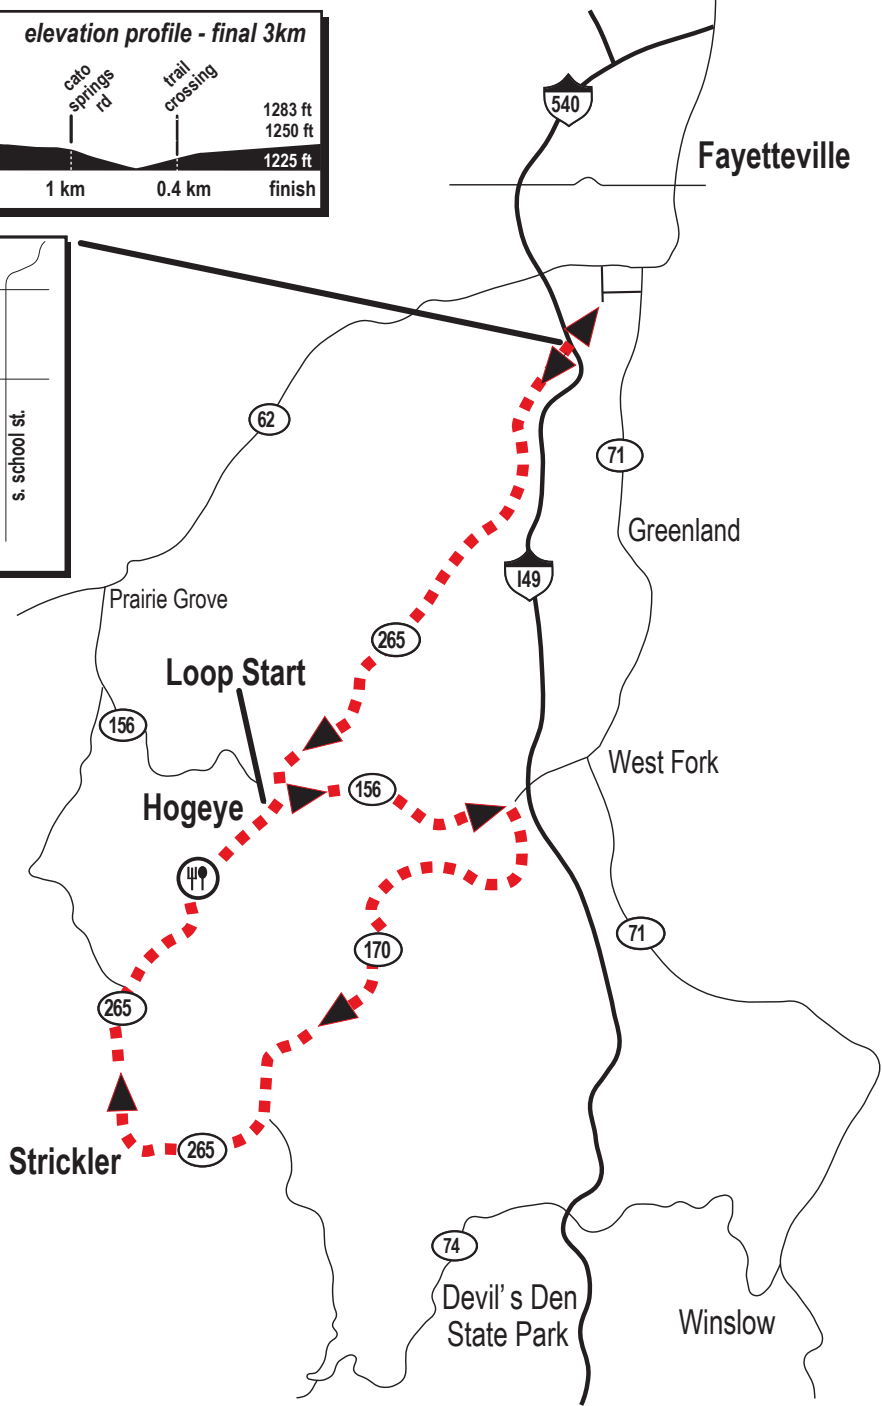 elevation profile - final 3km
cato
springs
rd
trail
crossing
1283 ft
1250 ft
1225 ft
1 km
0.4 km
finish
540
Fayetteville
s. school st.
62
71
Greenland
I49
Prairie Grove
265
Loop Start
156
West Fork
156
Hogeye
71
170
265
265
Strickler
74
Devil's Den
State Park
Winslow